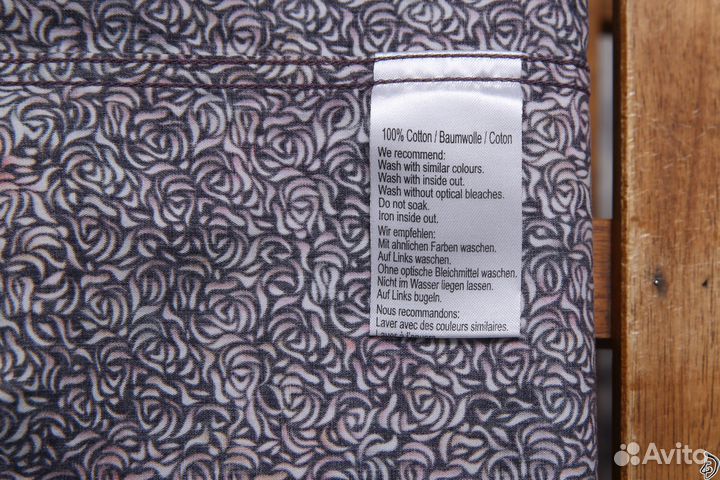 100% Cotton / Baumwolle / Coton
We recommend:
Wash with similar colours.
Wash with inside out.
Wash without optical bleaches.
Do not soak.
Iron inside out.
Wir empfehlen:
Mit ähnlichen Farben waschen.
Auf Links waschen.
Ohne optische Bleichmittel waschen.
Nicht im Wasser liegen lassen.
Auf Links bugeln.
Nous recommandons:
Laver avec des couleurs similaires.
Avito